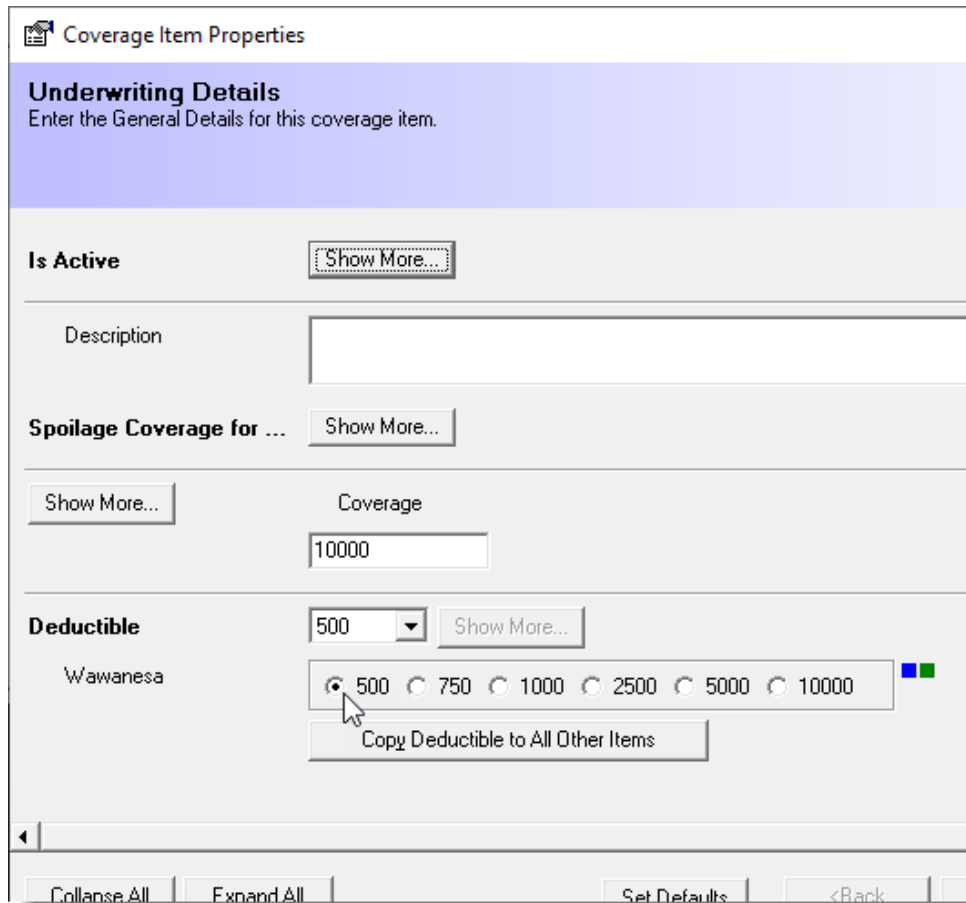 Coverage Item Properties
Underwriting Details
Enter the General Details for this coverage item.
Is Active Show More...
Description
Spoilage Coverage for ... Show More...
Show More... Coverage
10000
Deductible 500 Show More...
Wawanesa 500 750 1000 2500 5000 10000
Copy Deductible to All Other Items
Collapse All Expand All Set Defaults <Back